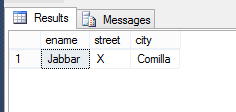 Results Messages
ename street city
1 Jabbar X Comilla